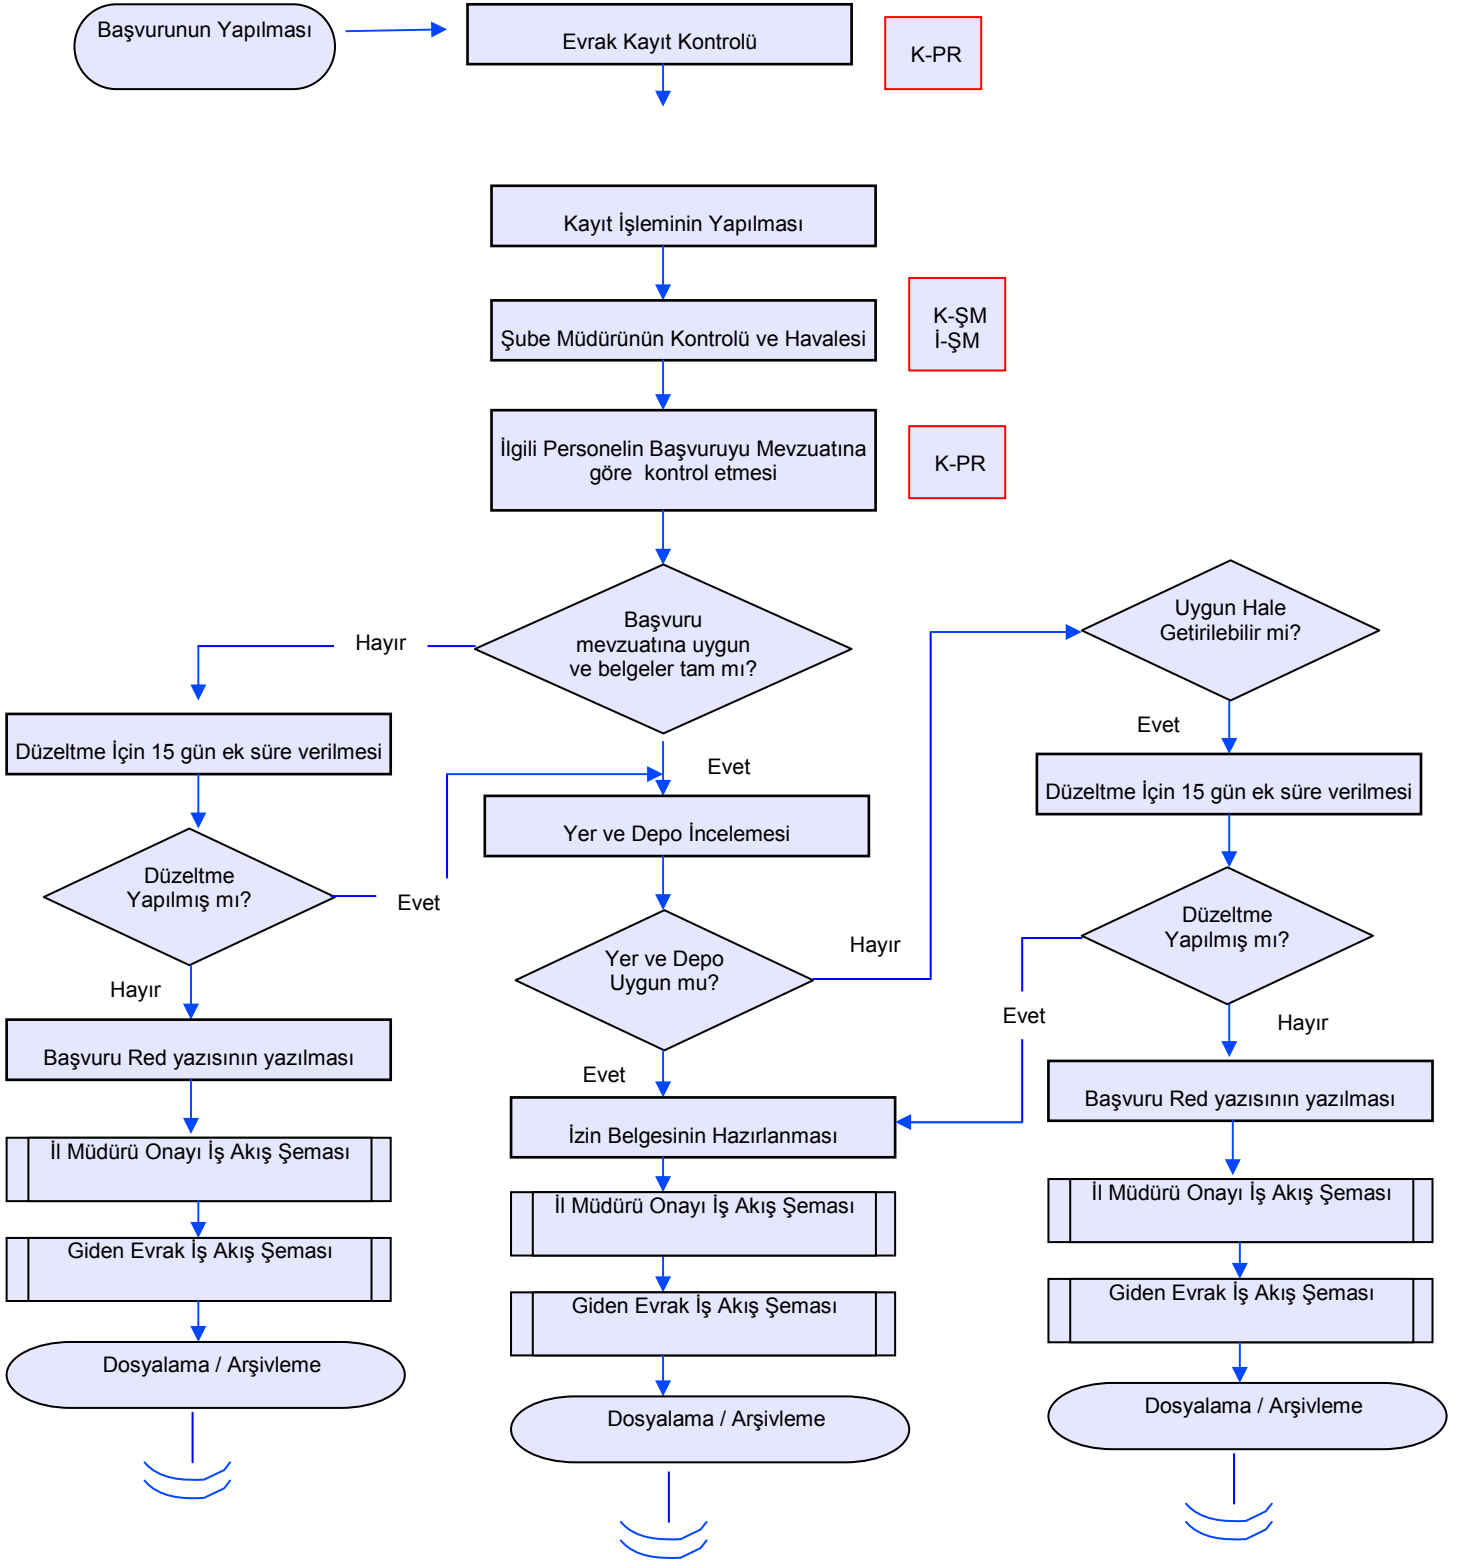 Başvurunun Yapılması
Evrak Kayıt Kontrolü
K-PR
Kayıt İşleminin Yapılması
Şube Müdürünün Kontrolü ve Havalesi
K-ŞM
İ-ŞM
İlgili Personelin Başvuruyu Mevzuatına
göre kontrol etmesi
K-PR
Başvuru
mevzuatına uygun
ve belgeler tam mı?
Hayır
Düzeltme İçin 15 gün ek süre verilmesi
Düzeltme
Yapılmış mı?
Evet
Hayır
Başvuru Red yazısının yazılması
İl Müdürü Onayı İş Akış Şeması
Giden Evrak İş Akış Şeması
Dosyalama / Arşivleme
Evet
Yer ve Depo İncelemesi
Yer ve Depo
Uygun mu?
Hayır
Evet
İzin Belgesinin Hazırlanması
İl Müdürü Onayı İş Akış Şeması
Giden Evrak İş Akış Şeması
Dosyalama / Arşivleme
Uygun Hale
Getirilebilir mi?
Evet
Düzeltme İçin 15 gün ek süre verilmesi
Düzeltme
Yapılmış mı?
Evet
Hayır
Başvuru Red yazısının yazılması
İl Müdürü Onayı İş Akış Şeması
Giden Evrak İş Akış Şeması
Dosyalama / Arşivleme